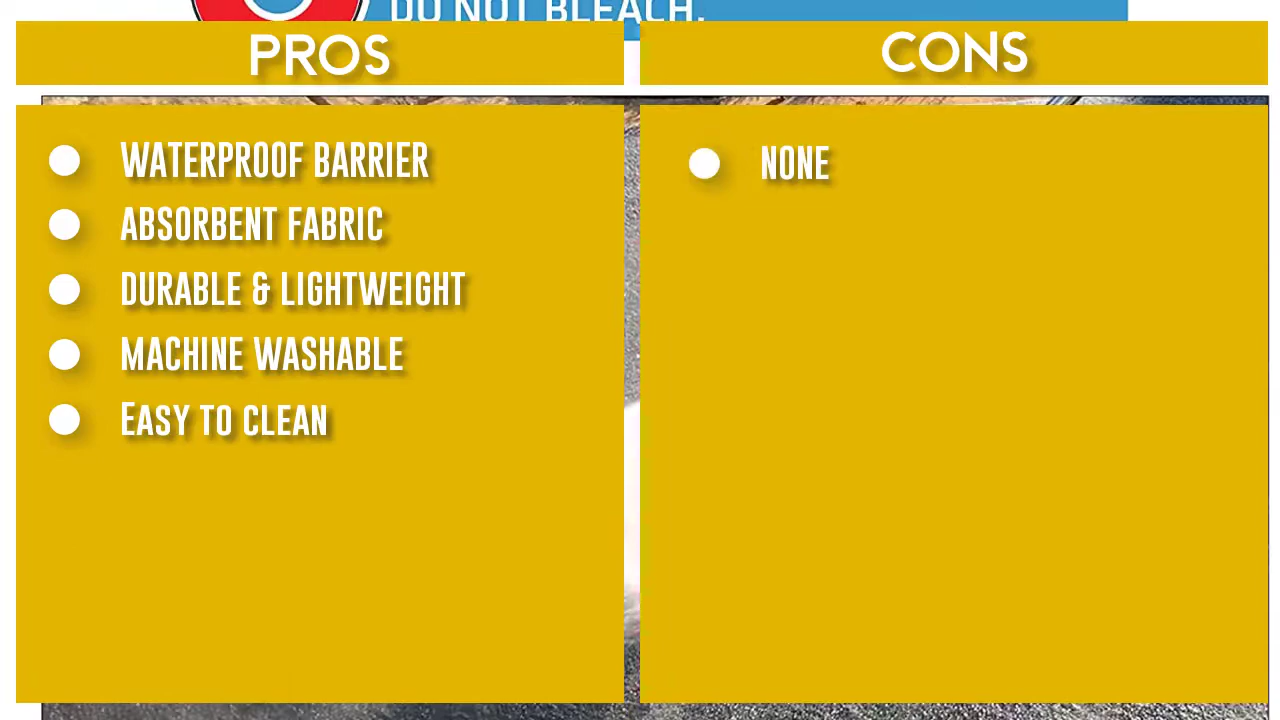 DO NOT BLEACH.
PROS
CONS
WATERPROOF BARRIER
ABSORBENT FABRIC
DURABLE & LIGHTWEIGHT
MACHINE WASHABLE
EASY TO CLEAN
NONE